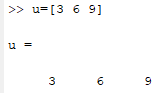 >> u=[3 6 9]
u =
3 6 9